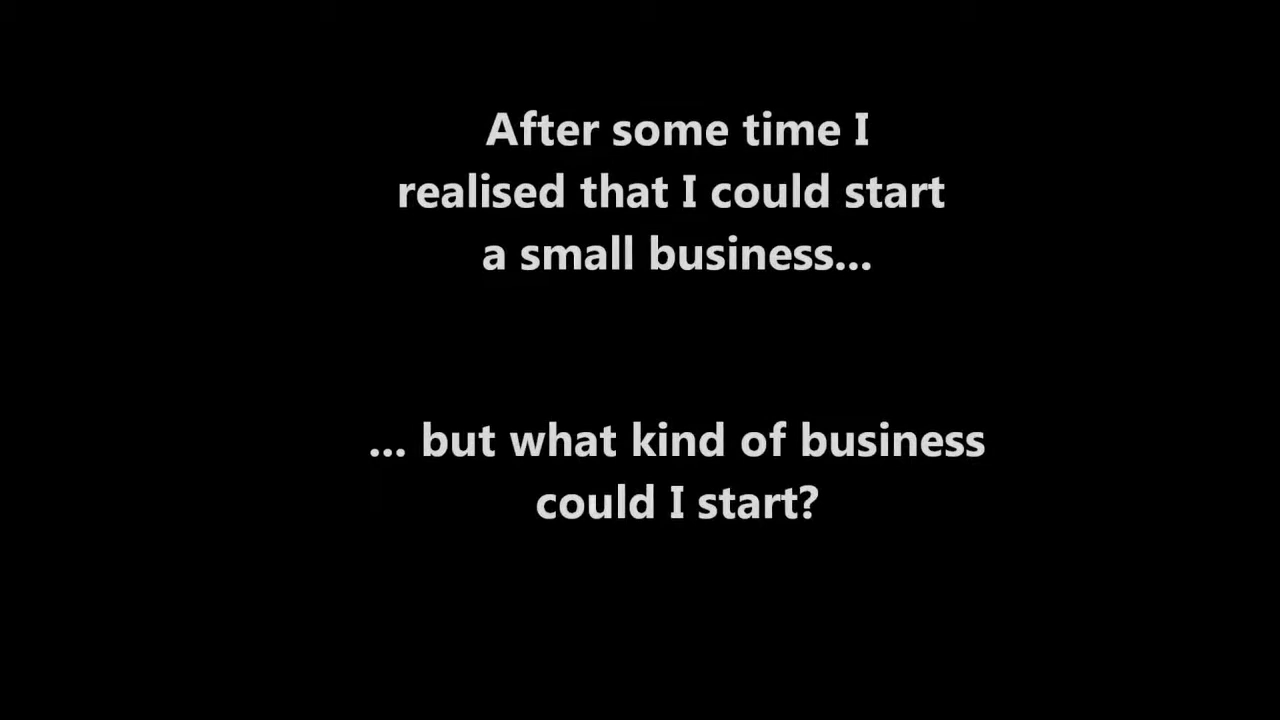 After some time I
realised that I could start
a small business...
... but what kind of business
could I start?